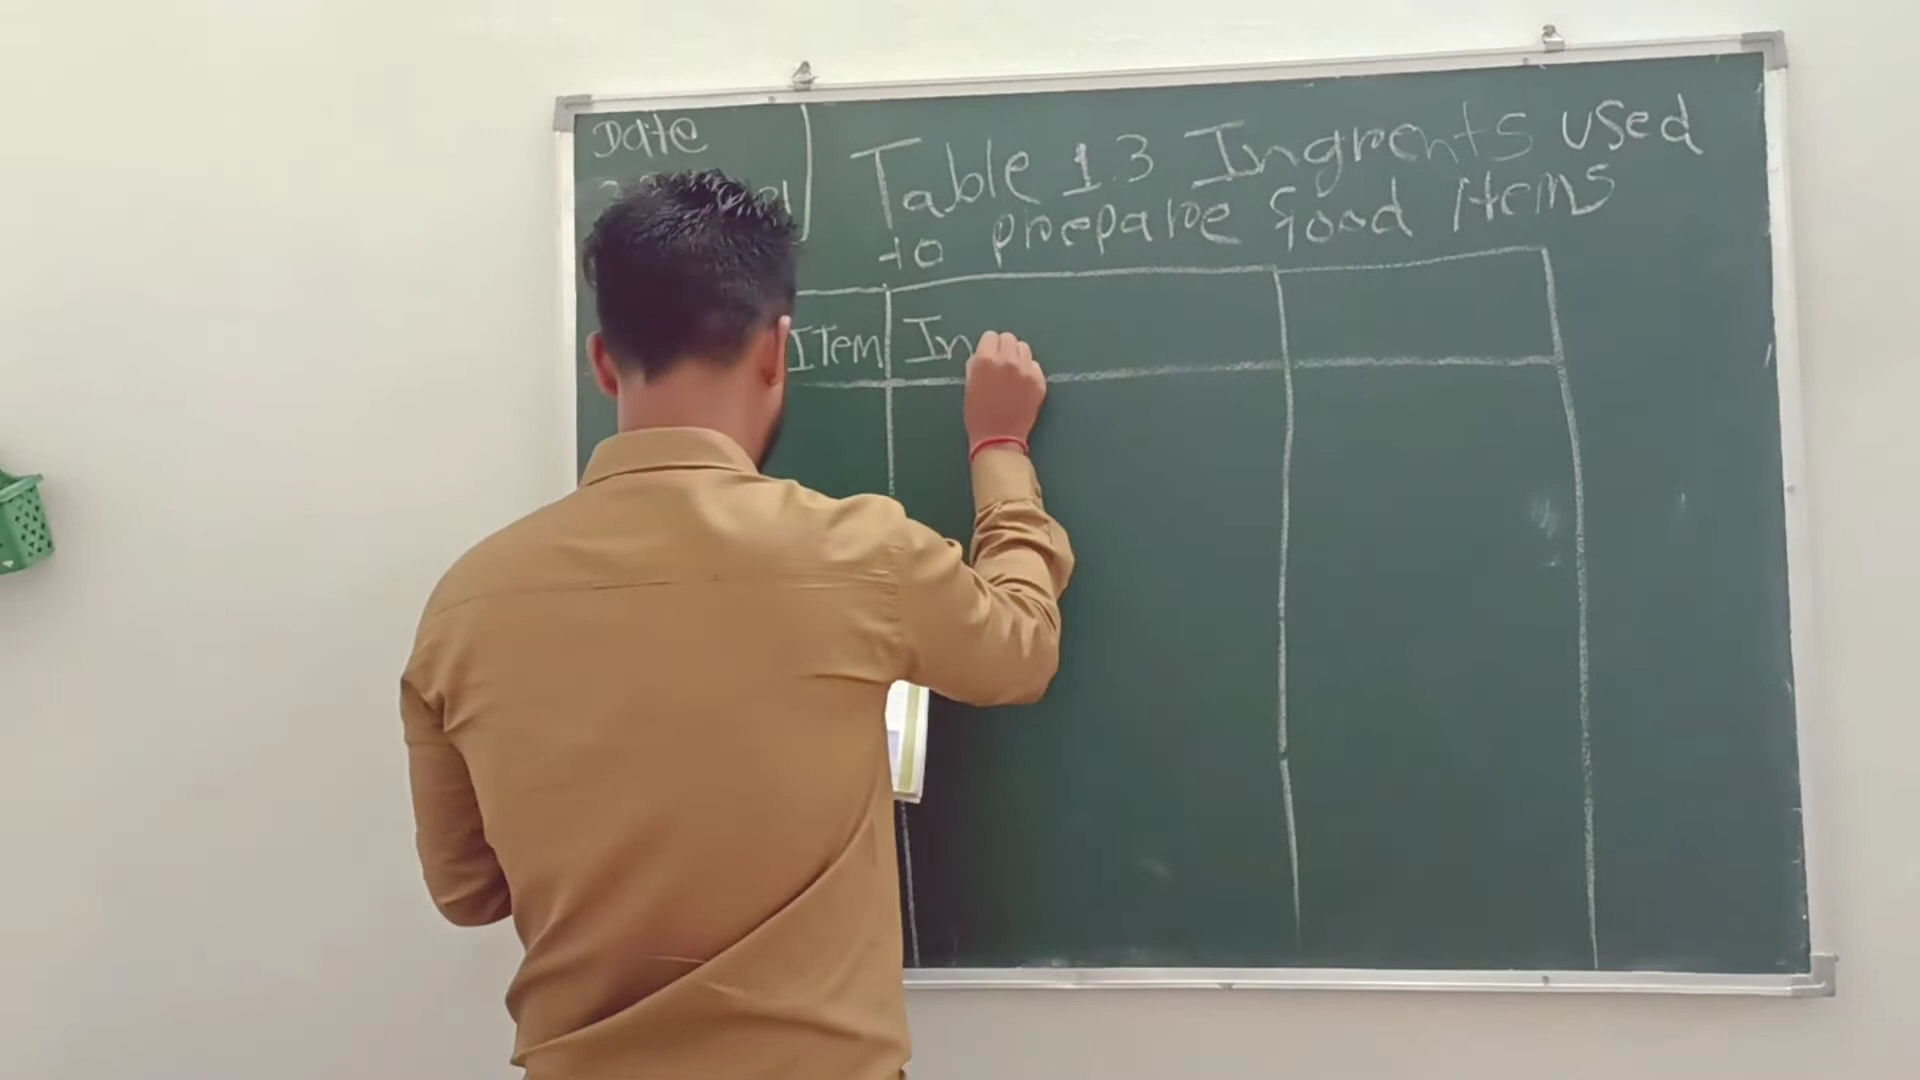 Date
Table 1.3 Ingrents used
to prepare food items
Item In